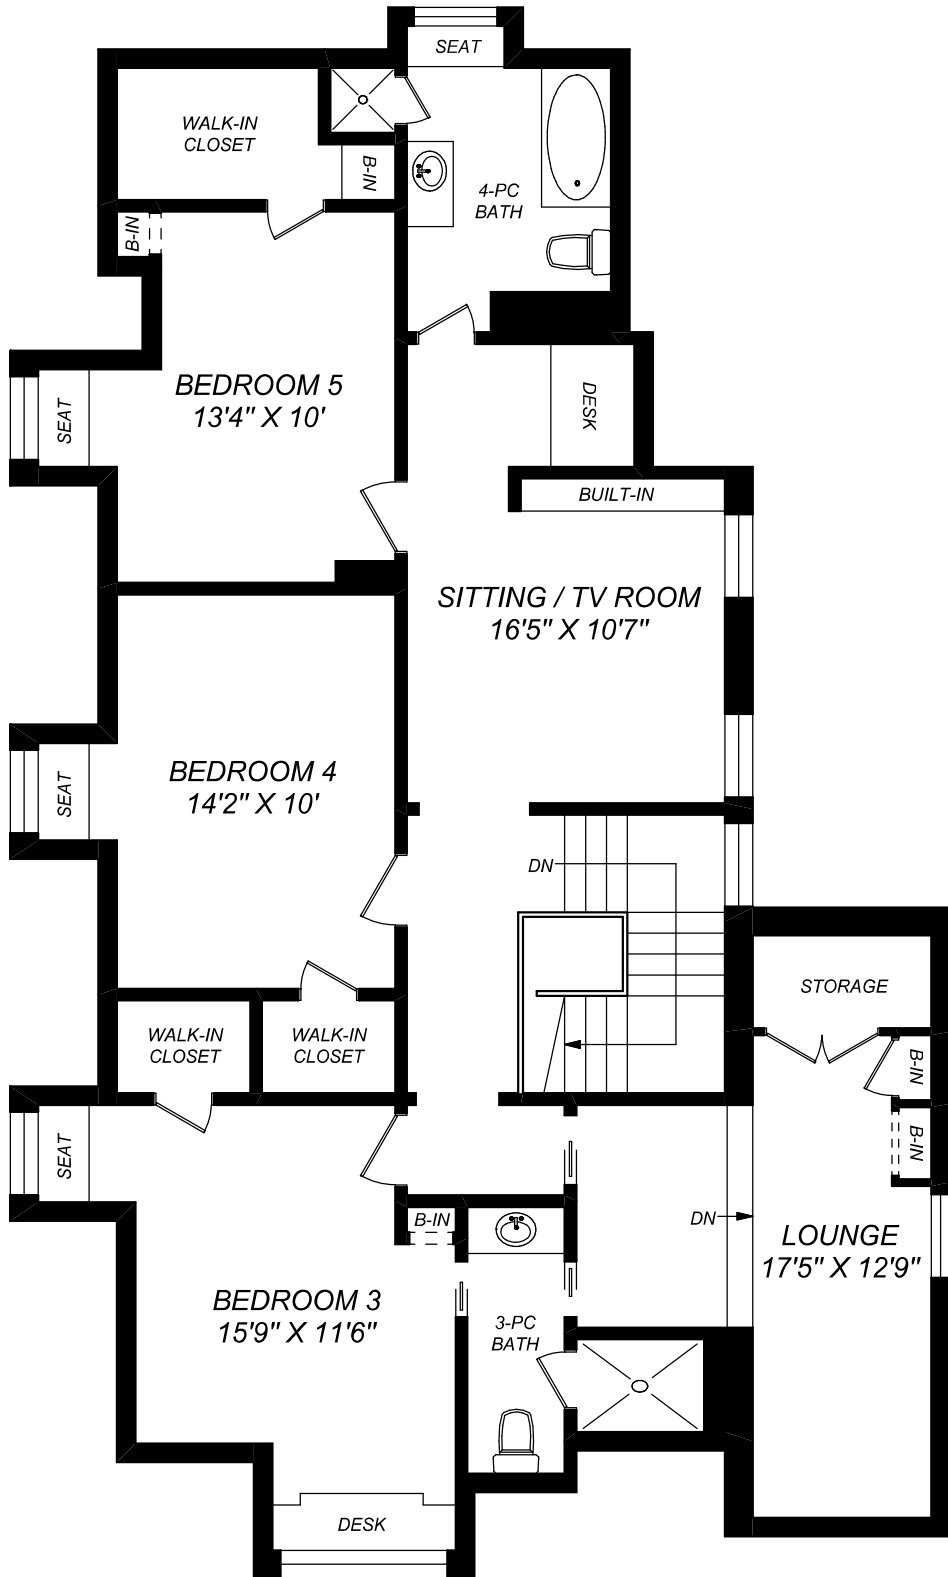 SEAT
WALK-IN
CLOSET
B-IN
4-PC
BATH
B-IN
BEDROOM 5
13'4" X 10'
SEAT
DESK
BUILT-IN
SITTING / TV ROOM
16'5" X 10'7"
BEDROOM 4
14'2" X 10'
SEAT
DN
STORAGE
WALK-IN
CLOSET
WALK-IN
CLOSET
B-IN
B-IN
SEAT
B-IN
DN
LOUNGE
17'5" X 12'9"
BEDROOM 3
15'9" X 11'6"
3-PC
BATH
DESK